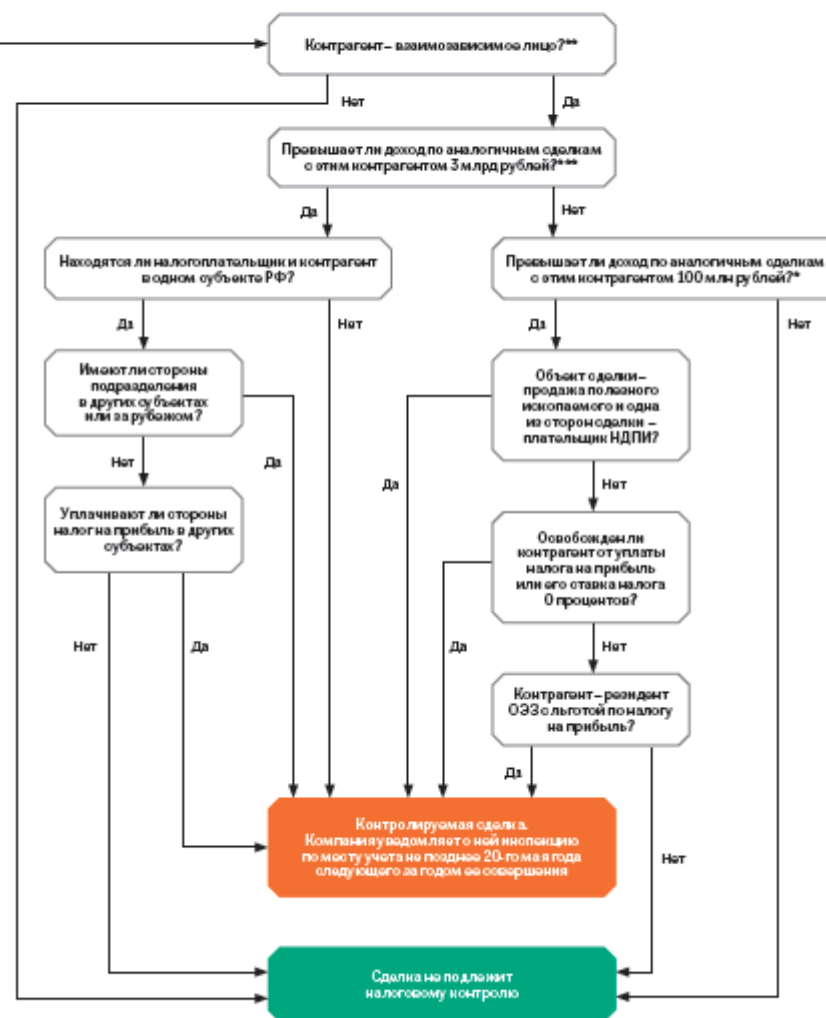 Контрагент – взаимозависимое лицо?**
Нет
Да
Превышает ли доход по аналогичным сделкам
с этим контрагентом 3 млрд рублей?***
Да
Нет
Находятся ли налогоплательщик и контрагент
в одном субъекте РФ?
Превышает ли доход по аналогичным сделкам
с этим контрагентом 100 млн рублей?*
Да
Нет
Да
Нет
Имеют ли стороны
подразделения
в других субъектах
или за рубежом?
Объект сделки –
продажа полезного
ископаемого и одна
из сторон сделки –
плательщик НДПИ?
Нет
Да
Да
Нет
Уплачивают ли стороны
налог на прибыль в других
субъектах?
Освобожден ли
контрагент от уплаты
налога на прибыль
или его ставка налога
0 процентов?
Нет
Да
Да
Нет
Контрагент – резидент
ОЭЗ с льготой по налогу
на прибыль?
Да
Нет
Контролируемая сделка.
Компания уведомляет о ней инспекцию
по месту учета не позднее 20-го мая года
следующего за годом ее совершения
Сделка не подлежит
налоговому контролю